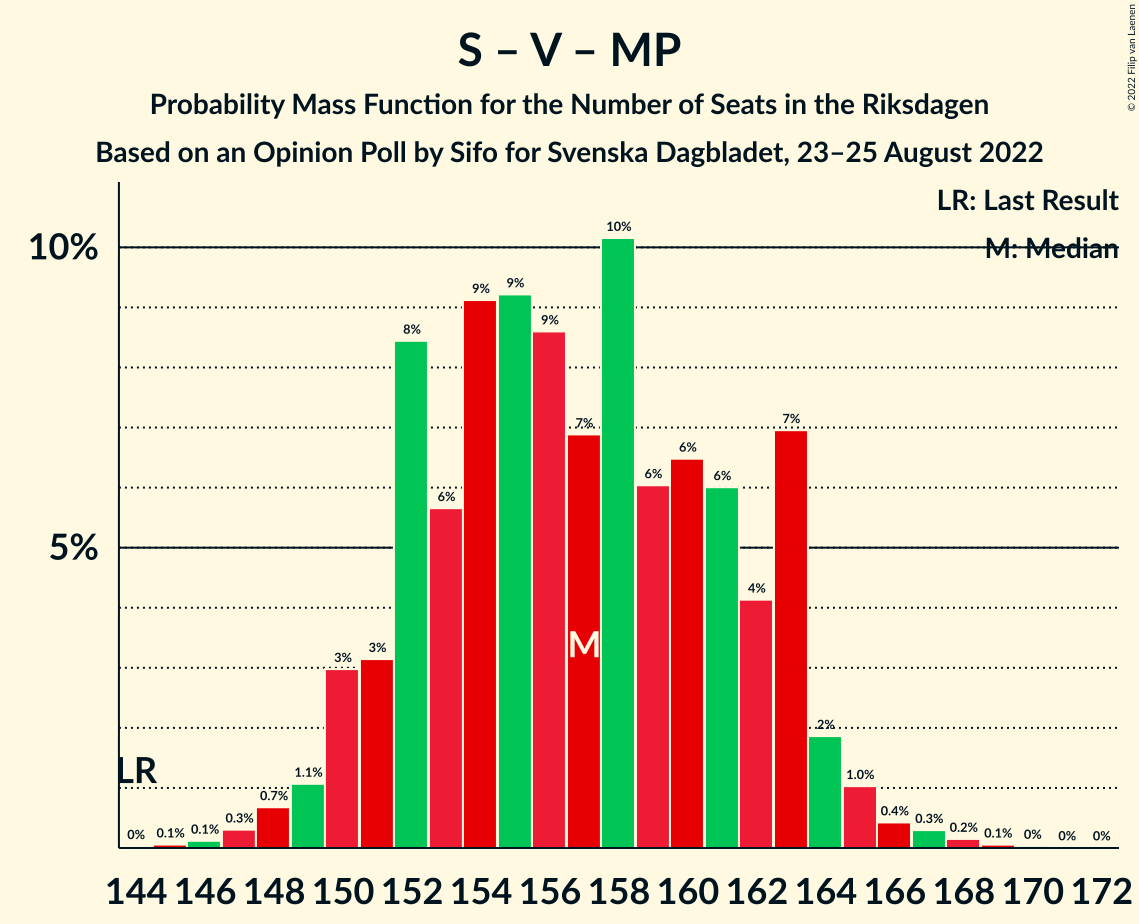 S – V – MP
Probability Mass Function for the Number of Seats in the Riksdagen
Based on an Opinion Poll by Sifo for Svenska Dagbladet, 23–25 August 2022
© 2022 Filip van Laenen
LR: Last Result
M: Median
10%
5%
0% 0.1% 0.1% 0.3% 0.7% 1.1% 3% 3% 8% 6% 9% 9% 9% 7% 10% 6% 6% 6% 4% 7% 2% 1.0% 0.4% 0.3% 0.2% 0.1% 0% 0% 0%
M
LR
144 146 148 150 152 154 156 158 160 162 164 166 168 170 172